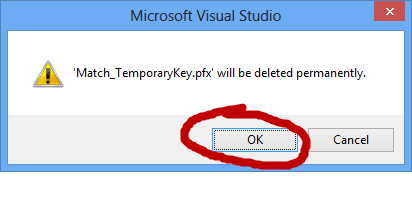 Microsoft Visual Studio
'Match_TemporaryKey.pfx' will be deleted permanently.
OK
Cancel